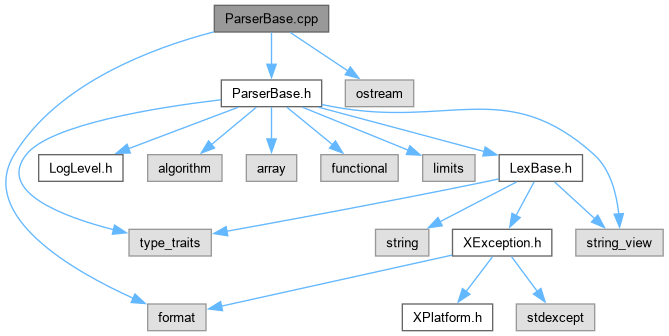 ParserBase.cpp
ParserBase.h
ostream
LogLevel.h
algorithm
array
functional
limits
LexBase.h
type_traits
string
XException.h
string_view
format
XPlatform.h
stdexcept